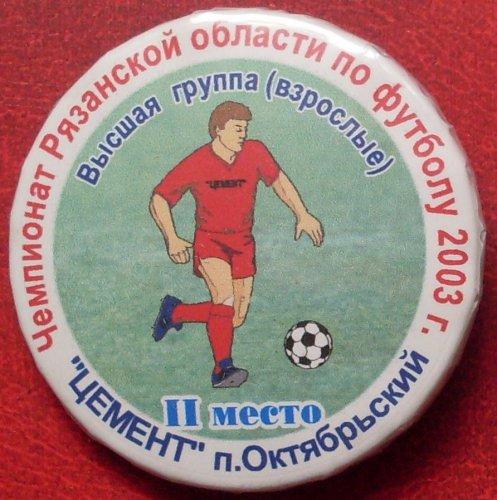 Чемпионат Рязанской области по футболу 2003 г.
Высшая группа (взрослые)
"ЦЕМЕНТ"
II место
"ЦЕМЕНТ" п.Октябрьский